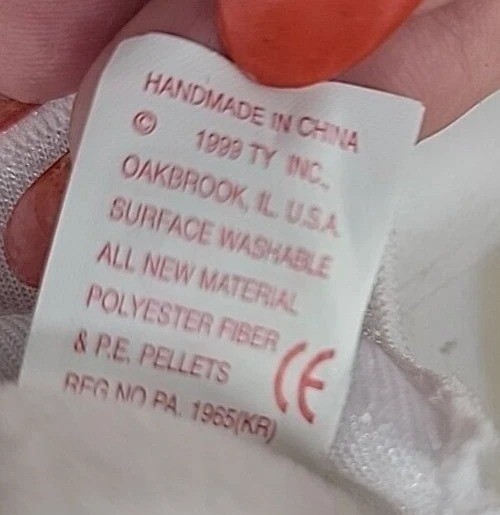 HANDMADE IN CHINA
© 1999 TY INC.,
OAKBROOK, IL. U.S.A.
SURFACE WASHABLE
ALL NEW MATERIAL
POLYESTER FIBER
& P.E. PELLETS
CE
REG. NO PA. 1965(KR)